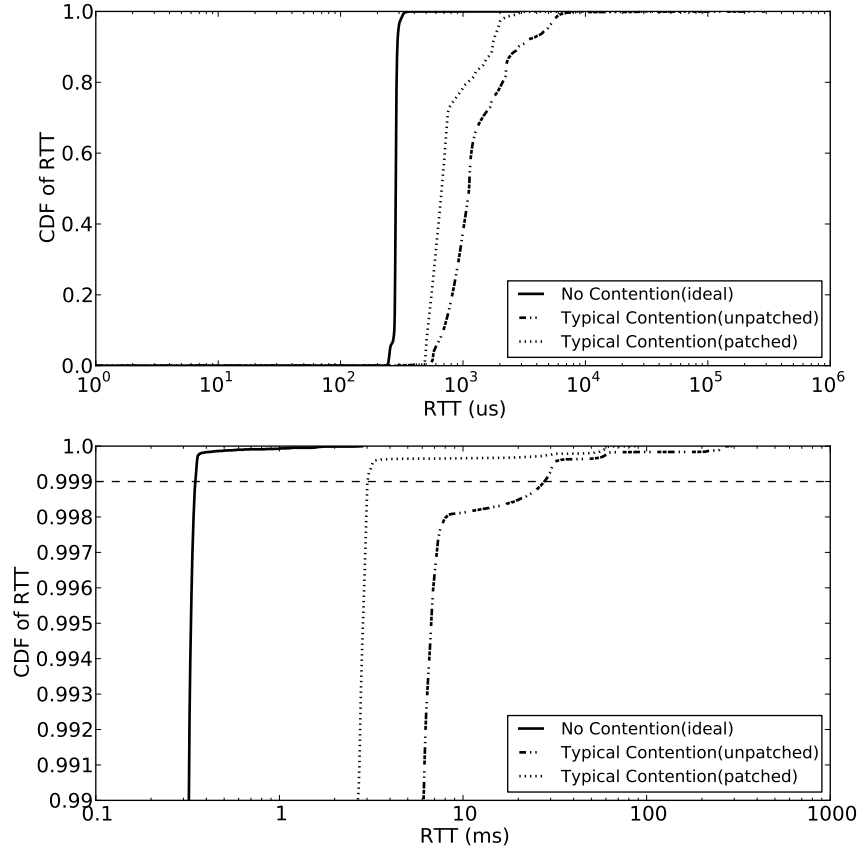 1.0
0.8
0.6
0.4
0.2
0.0
CDF of RTT
No Contention(ideal)
Typical Contention(unpatched)
Typical Contention(patched)
10^0 10^1 10^2 10^3 10^4 10^5 10^6
RTT (us)
1.0
0.999
0.998
0.997
0.996
0.995
0.994
0.993
0.992
0.991
0.99
CDF of RTT
No Contention(ideal)
Typical Contention(unpatched)
Typical Contention(patched)
0.1 1 10 100 1000
RTT (ms)